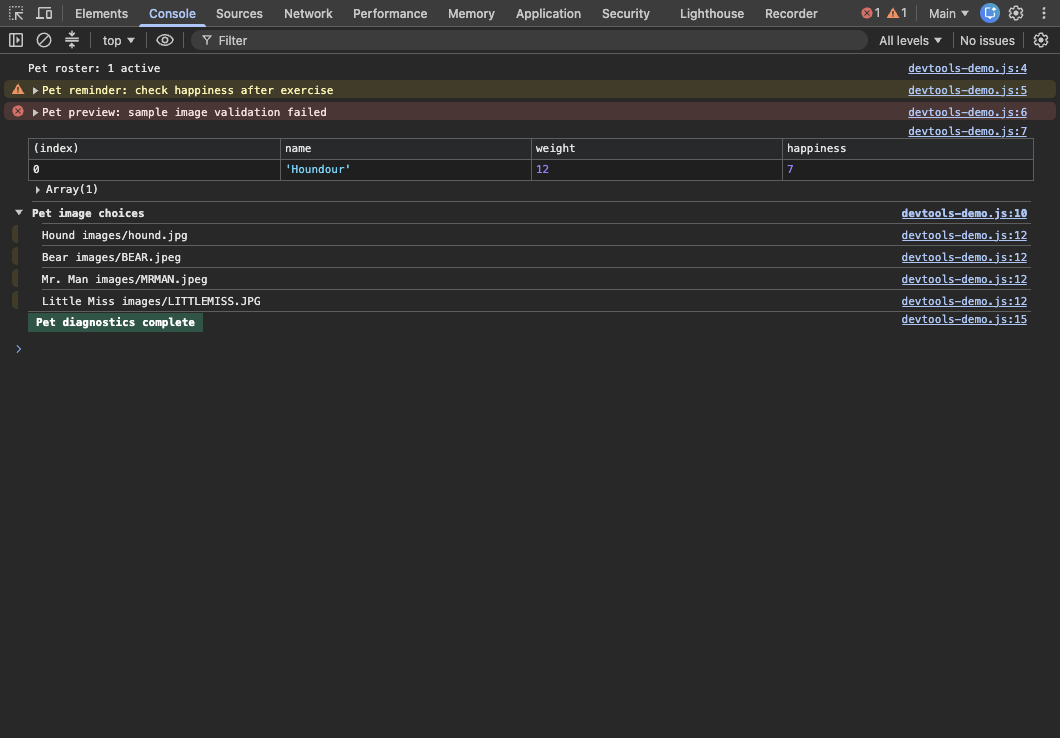 Elements Console Sources Network Performance Memory Application Security Lighthouse Recorder 1 1 Main
top Filter All levels No issues
Pet roster: 1 active devtools-demo.js:4
Pet reminder: check happiness after exercise devtools-demo.js:5
Pet preview: sample image validation failed devtools-demo.js:6
devtools-demo.js:7
(index) name weight happiness
0 'Houndour' 12 7
Array(1)
Pet image choices devtools-demo.js:10
Hound images/hound.jpg devtools-demo.js:12
Bear images/BEAR.jpeg devtools-demo.js:12
Mr. Man images/MRMAN.jpeg devtools-demo.js:12
Little Miss images/LITTLEMISS.JPG devtools-demo.js:12
Pet diagnostics complete devtools-demo.js:15